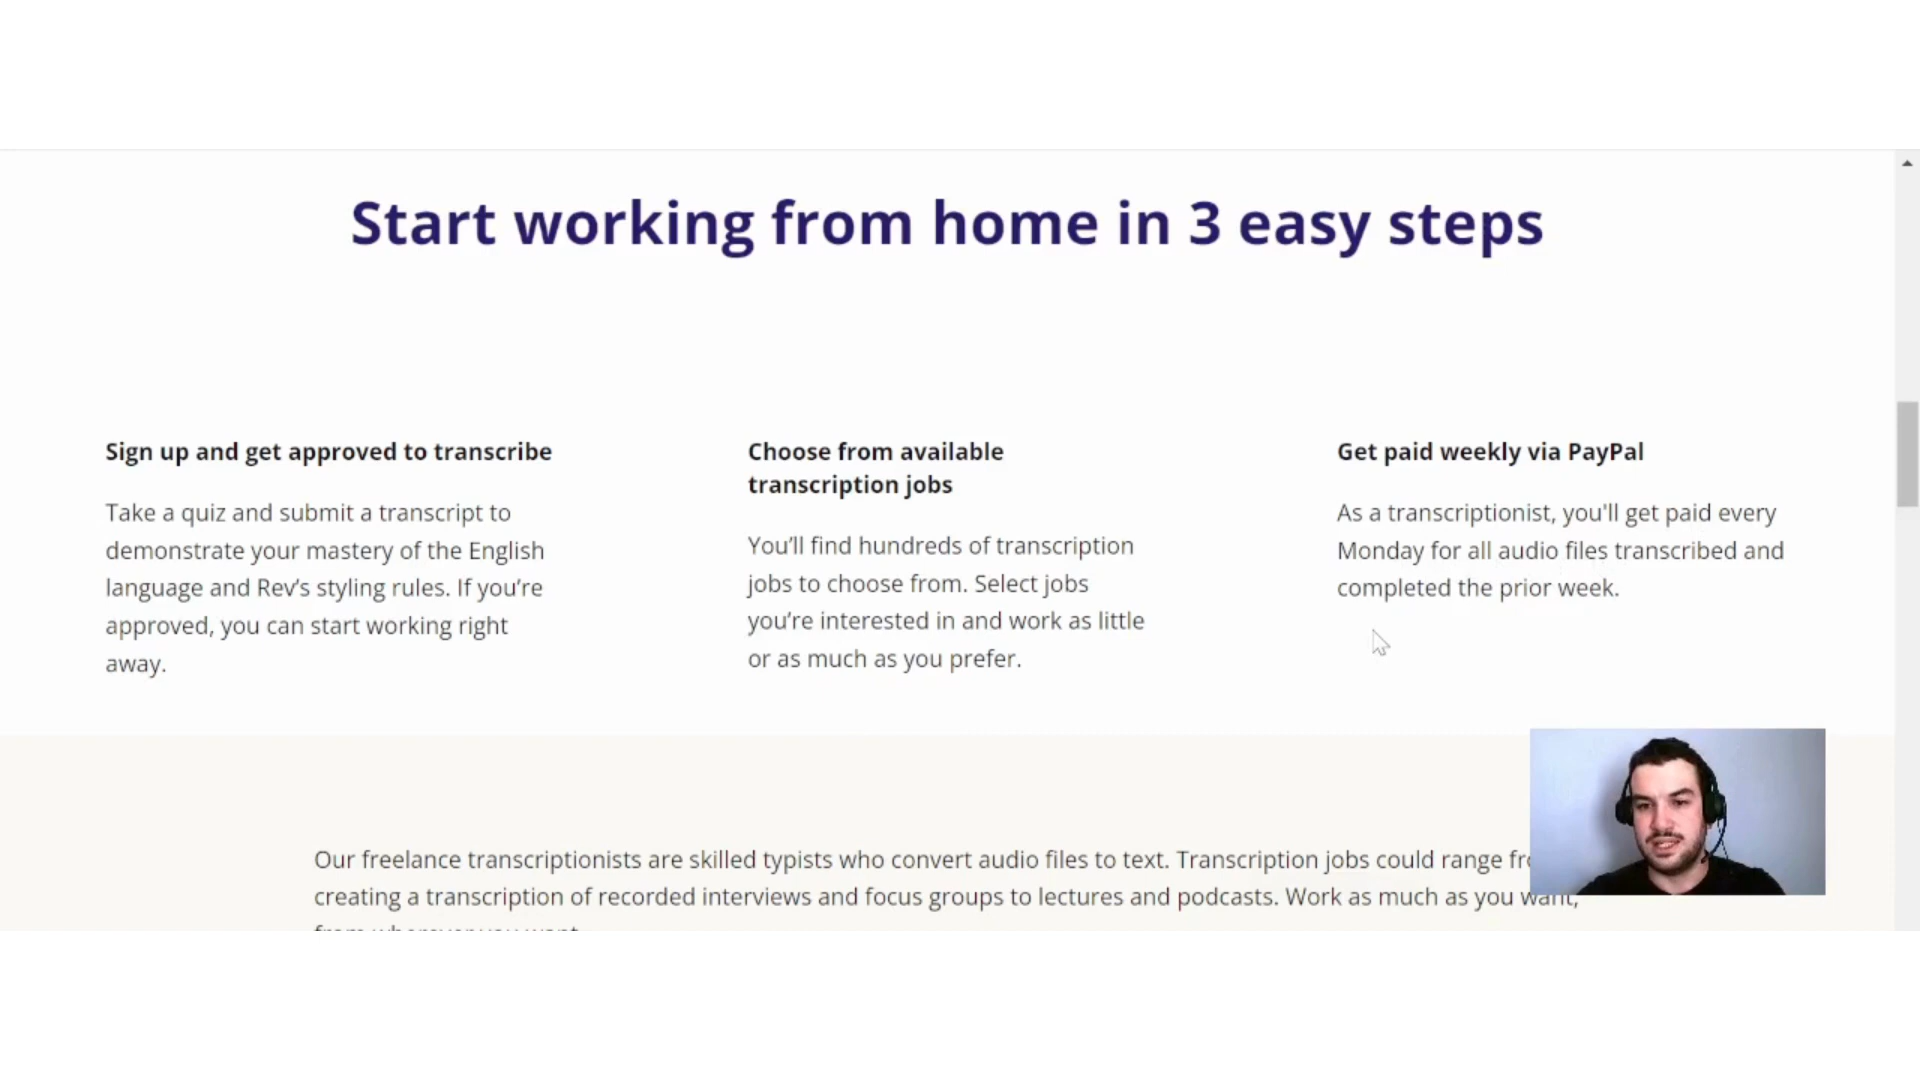 Start working from home in 3 easy steps
Sign up and get approved to transcribe
Take a quiz and submit a transcript to
demonstrate your mastery of the English
language and Rev’s styling rules. If you’re
approved, you can start working right
away.
Choose from available
transcription jobs
You’ll find hundreds of transcription
jobs to choose from. Select jobs
you’re interested in and work as little
or as much as you prefer.
Get paid weekly via PayPal
As a transcriptionist, you'll get paid every
Monday for all audio files transcribed and
completed the prior week.
Our freelance transcriptionists are skilled typists who convert audio files to text. Transcription jobs could range
creating a transcription of recorded interviews and focus groups to lectures and podcasts. Work as much as you want,